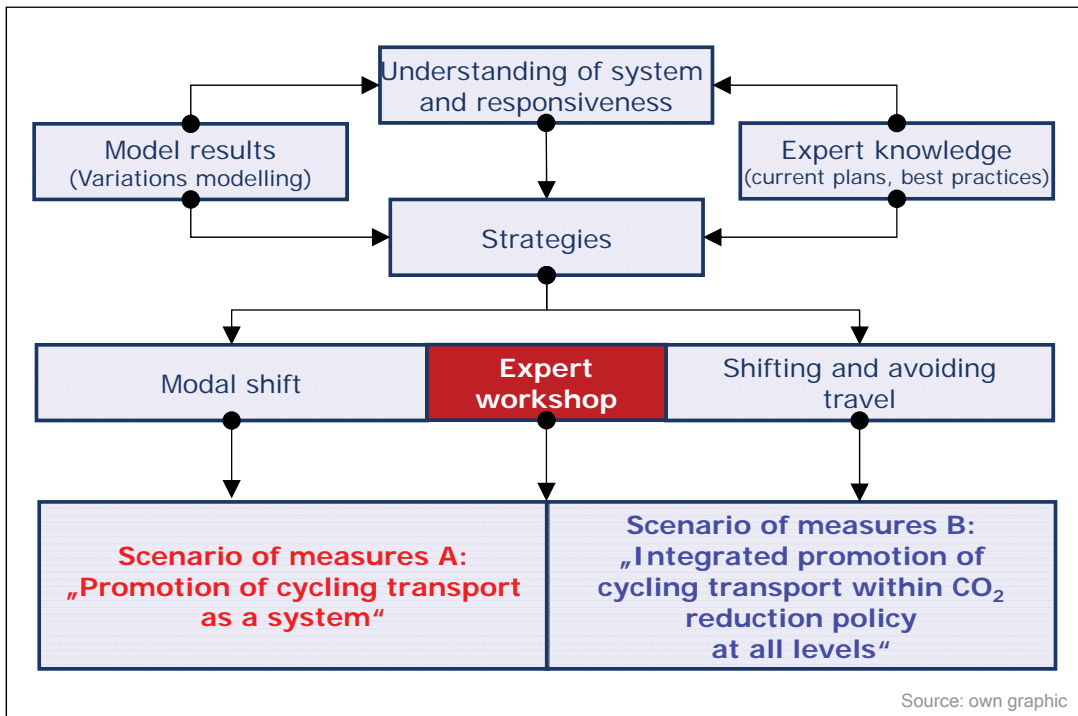 Understanding of system
and responsiveness
Model results
(Variations modelling)
Expert knowledge
(current plans, best practices)
Strategies
Modal shift
Expert
workshop
Shifting and avoiding
travel
Scenario of measures A:
„Promotion of cycling transport
as a system“
Scenario of measures B:
„Integrated promotion of
cycling transport within CO₂
reduction policy
at all levels“
Source: own graphic